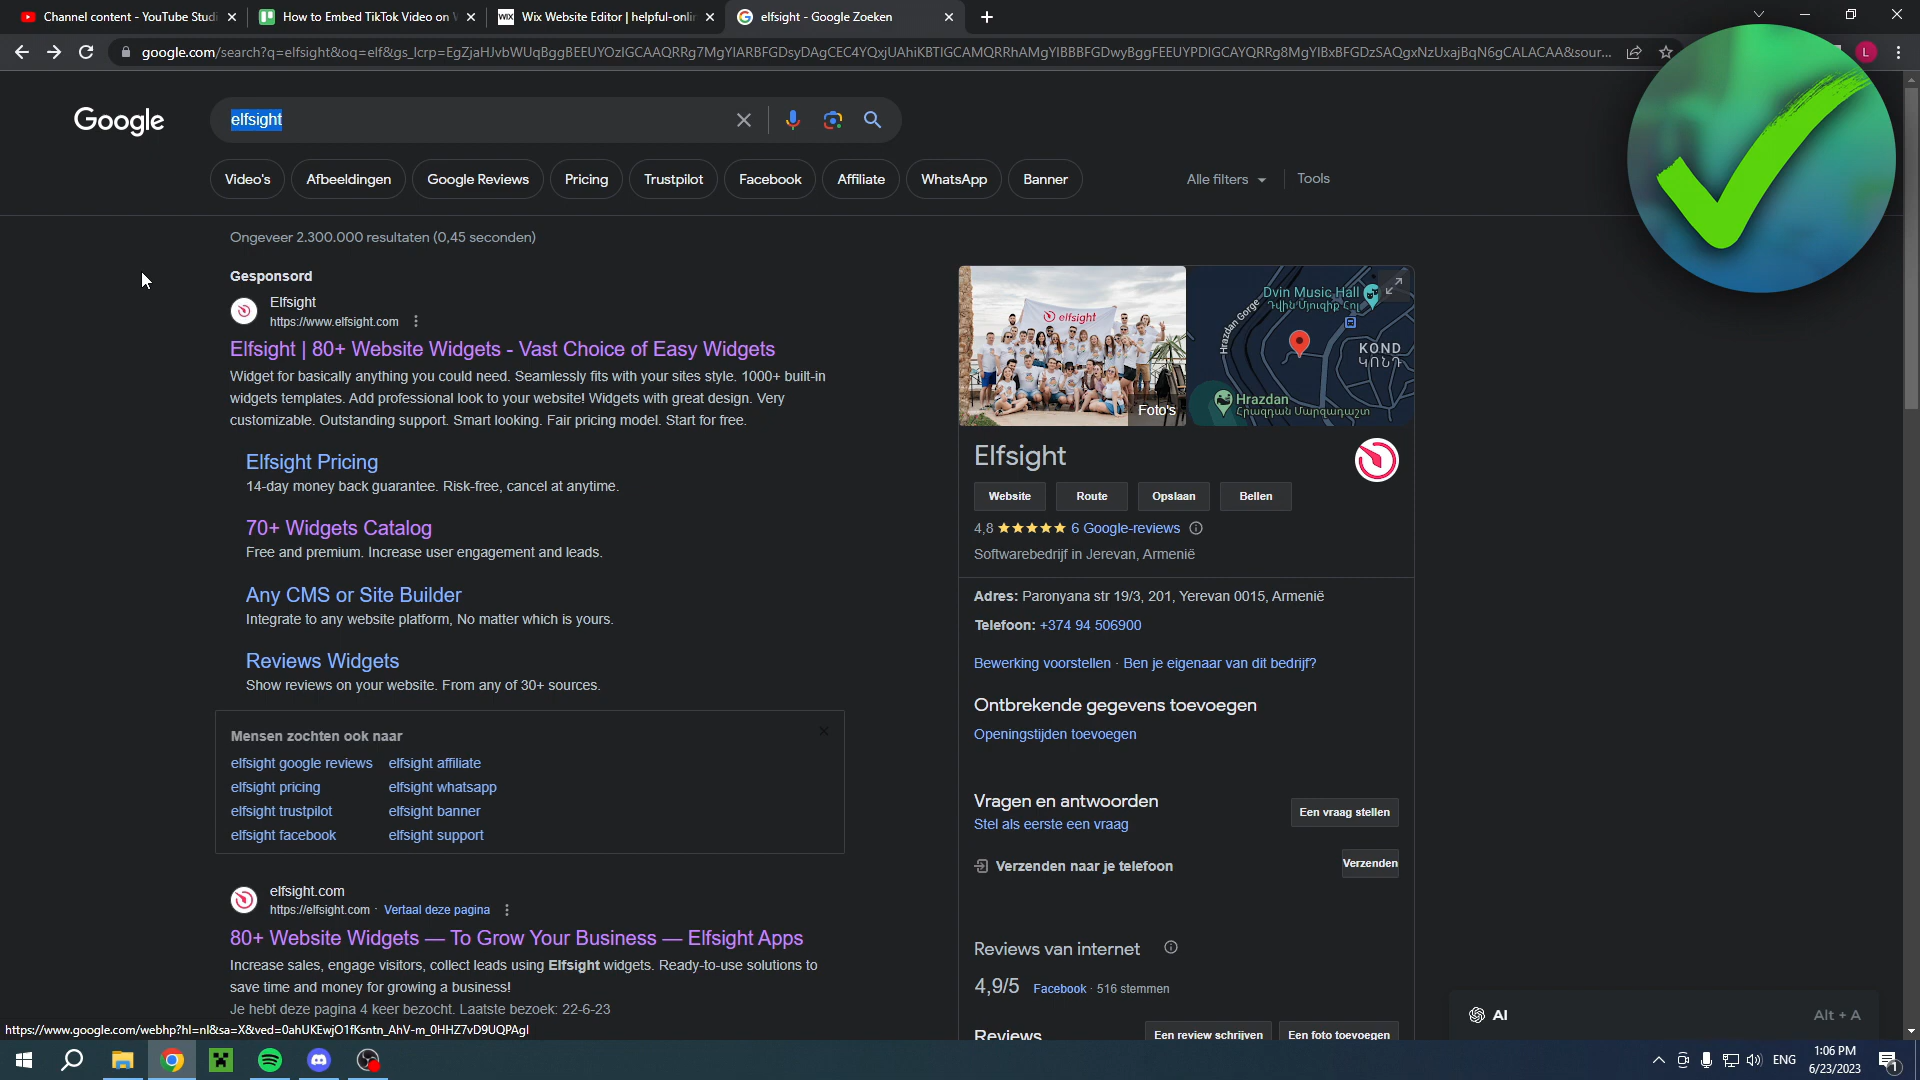 Channel content - YouTube Studi
How to Embed TikTok Video on
Wix Website Editor | helpful-onli
elfsight - Google Zoeken
google.com/search?q=elfsight&oq=elf&gs_lcrp=EgZjaHJvbWUqBggBEEUYOzIGCAAQRRg7MgYIARBFGDsyDAgCEC4YQxjUAhiKBTIGCAMQRRhAMgYIBBBFGDwyBggFEEUYPDIGCAYQRRg8MgYIBxBFGDzSAQgxNzUxajBqN6gCALACAA&sour...
L
Google
elfsight
Video's
Afbeeldingen
Google Reviews
Pricing
Trustpilot
Facebook
Affiliate
WhatsApp
Banner
Alle filters
Tools
Ongeveer 2.300.000 resultaten (0,45 seconden)
Gesponsord
Elfsight
https://www.elfsight.com
Elfsight | 80+ Website Widgets - Vast Choice of Easy Widgets
Widget for basically anything you could need. Seamlessly fits with your sites style. 1000+ built-in
widgets templates. Add professional look to your website! Widgets with great design. Very
customizable. Outstanding support. Smart looking. Fair pricing model. Start for free.
Elfsight Pricing
14-day money back guarantee. Risk-free, cancel at anytime.
70+ Widgets Catalog
Free and premium. Increase user engagement and leads.
Any CMS or Site Builder
Integrate to any website platform, No matter which is yours.
Reviews Widgets
Show reviews on your website. From any of 30+ sources.
Mensen zochten ook naar
elfsight google reviews elfsight affiliate
elfsight pricing elfsight whatsapp
elfsight trustpilot elfsight banner
elfsight facebook elfsight support
elfsight.com
https://elfsight.com · Vertaal deze pagina
80+ Website Widgets — To Grow Your Business — Elfsight Apps
Increase sales, engage visitors, collect leads using Elfsight widgets. Ready-to-use solutions to
save time and money for growing a business!
Je hebt deze pagina 4 keer bezocht. Laatste bezoek: 22-6-23
https://www.google.com/webhp?hl=nl&sa=X&ved=0ahUKEwjO1fKsntn_AhV-m_0HHZ7vD9UQPAgI
elfsight
Foto's
Dvin Music Hall
Դվին Մյուզիք Հոլ
Hrazdan Gorge
KOND
ԿՈՆԴ
Hrazdan
Հրազդան Մարզադաշտ
Elfsight
Website
Route
Opslaan
Bellen
4,8 6 Google-reviews
Softwarebedrijf in Jerevan, Armenië
Adres: Paronyana str 19/3, 201, Yerevan 0015, Armenië
Telefoon: +374 94 506900
Bewerking voorstellen · Ben je eigenaar van dit bedrijf?
Ontbrekende gegevens toevoegen
Openingstijden toevoegen
Vragen en antwoorden
Een vraag stellen
Stel als eerste een vraag
Verzenden naar je telefoon
Verzenden
Reviews van internet
4,9/5 Facebook · 516 stemmen
Reviews
Een review schrijven
Een foto toevoegen
AI
Alt + A
ENG
1:06 PM
6/23/2023
1